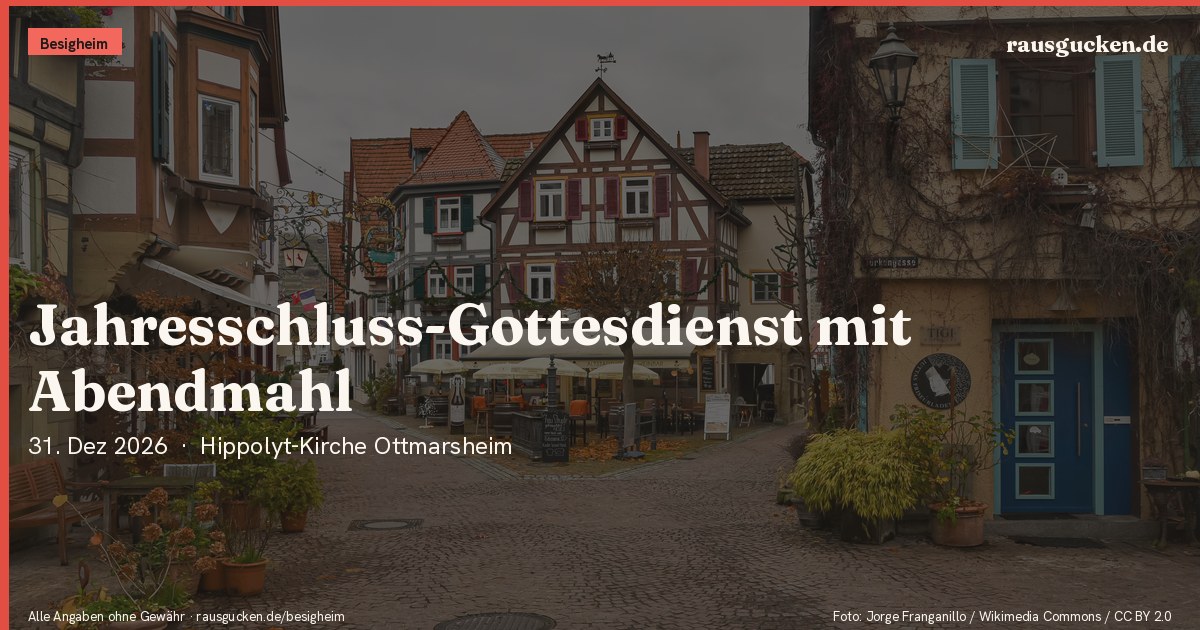 Besigheim
rausgucken.de
Jahresschluss-Gottesdienst mit
Abendmahl
31. Dez 2026 · Hippolyt-Kirche Ottmarsheim
Alle Angaben ohne Gewähr · rausgucken.de/besigheim
Foto: Jorge Franganillo / Wikimedia Commons / CC BY 2.0